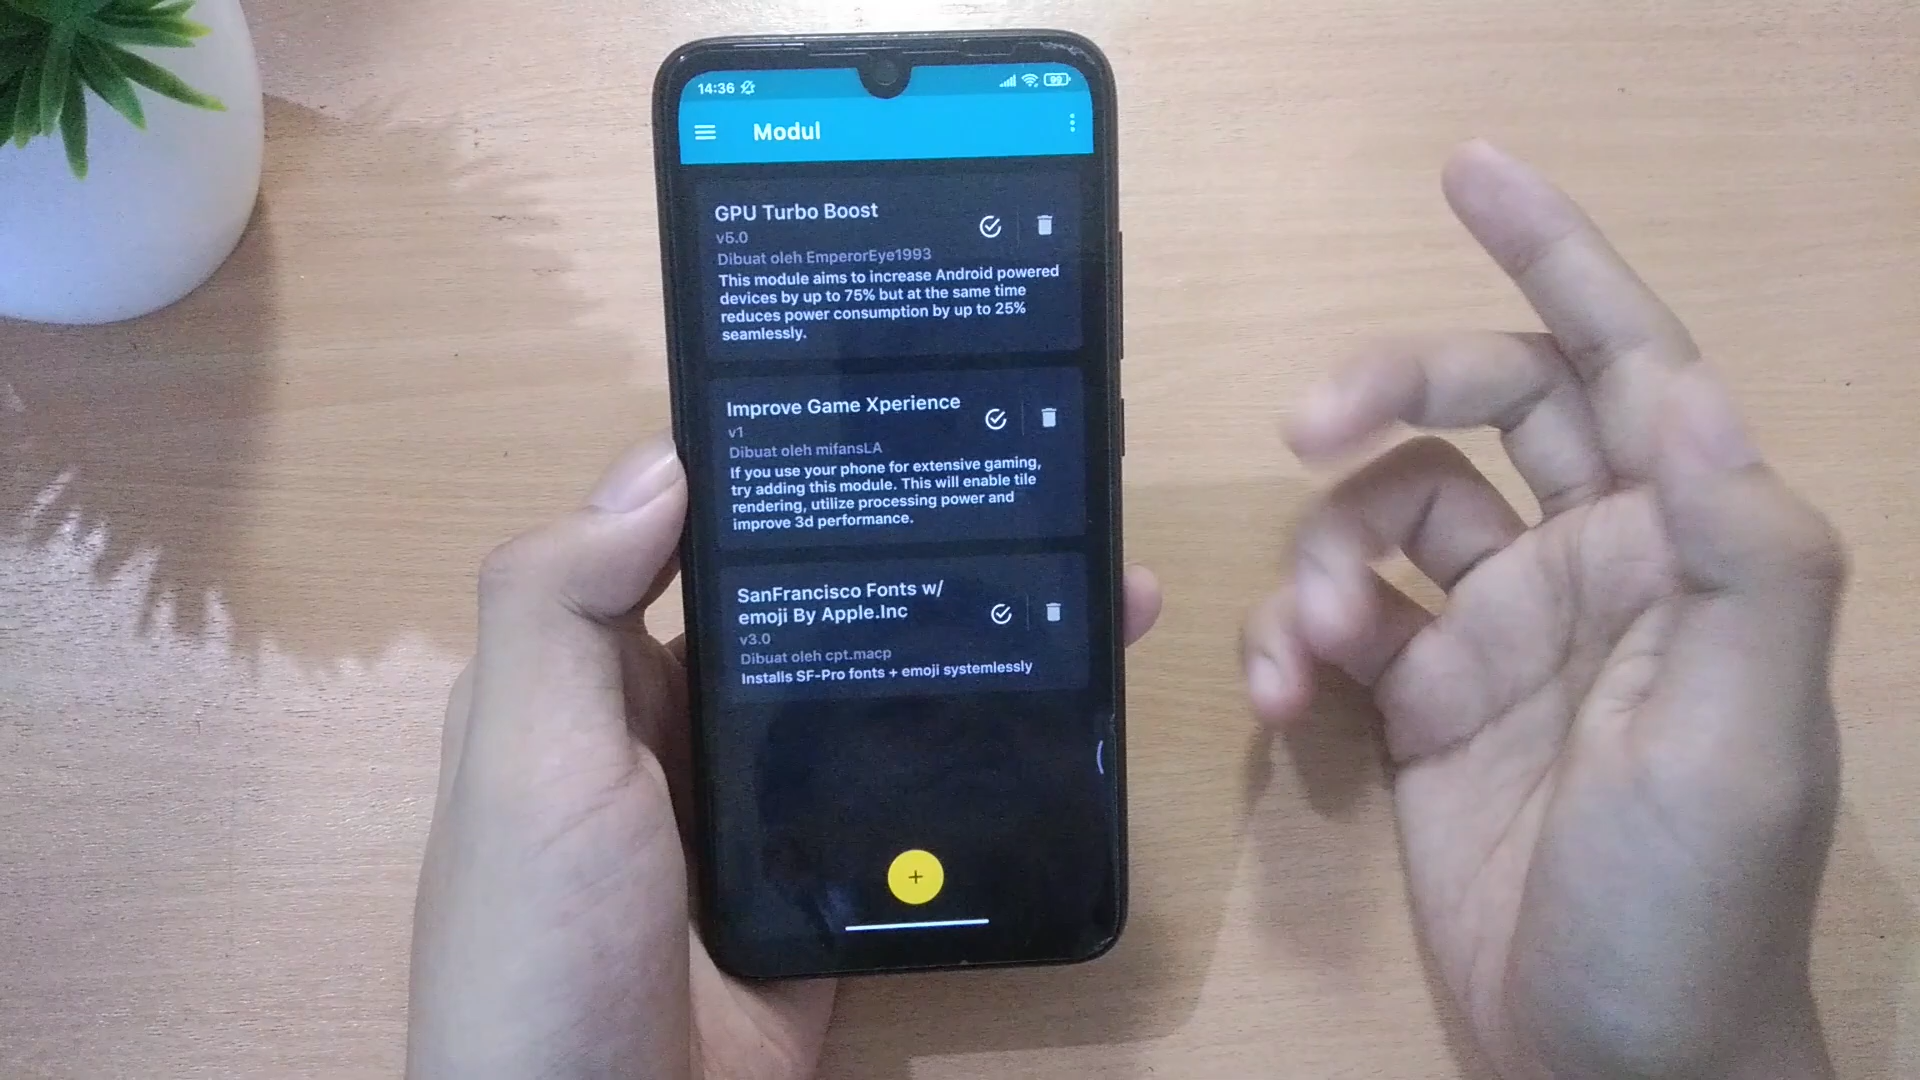 14:36
99
Modul
GPU Turbo Boost
v5.0
Dibuat oleh EmperorEye1993
This module aims to increase Android powered
devices by up to 75% but at the same time
reduces power consumption by up to 25%
seamlessly.
Improve Game Xperience
v1
Dibuat oleh mifansLA
If you use your phone for extensive gaming,
try adding this module. This will enable tile
rendering, utilize processing power and
improve 3d performance.
SanFrancisco Fonts w/
emoji By Apple.Inc
v3.0
Dibuat oleh cpt.macp
Installs SF-Pro fonts + emoji systemlessly